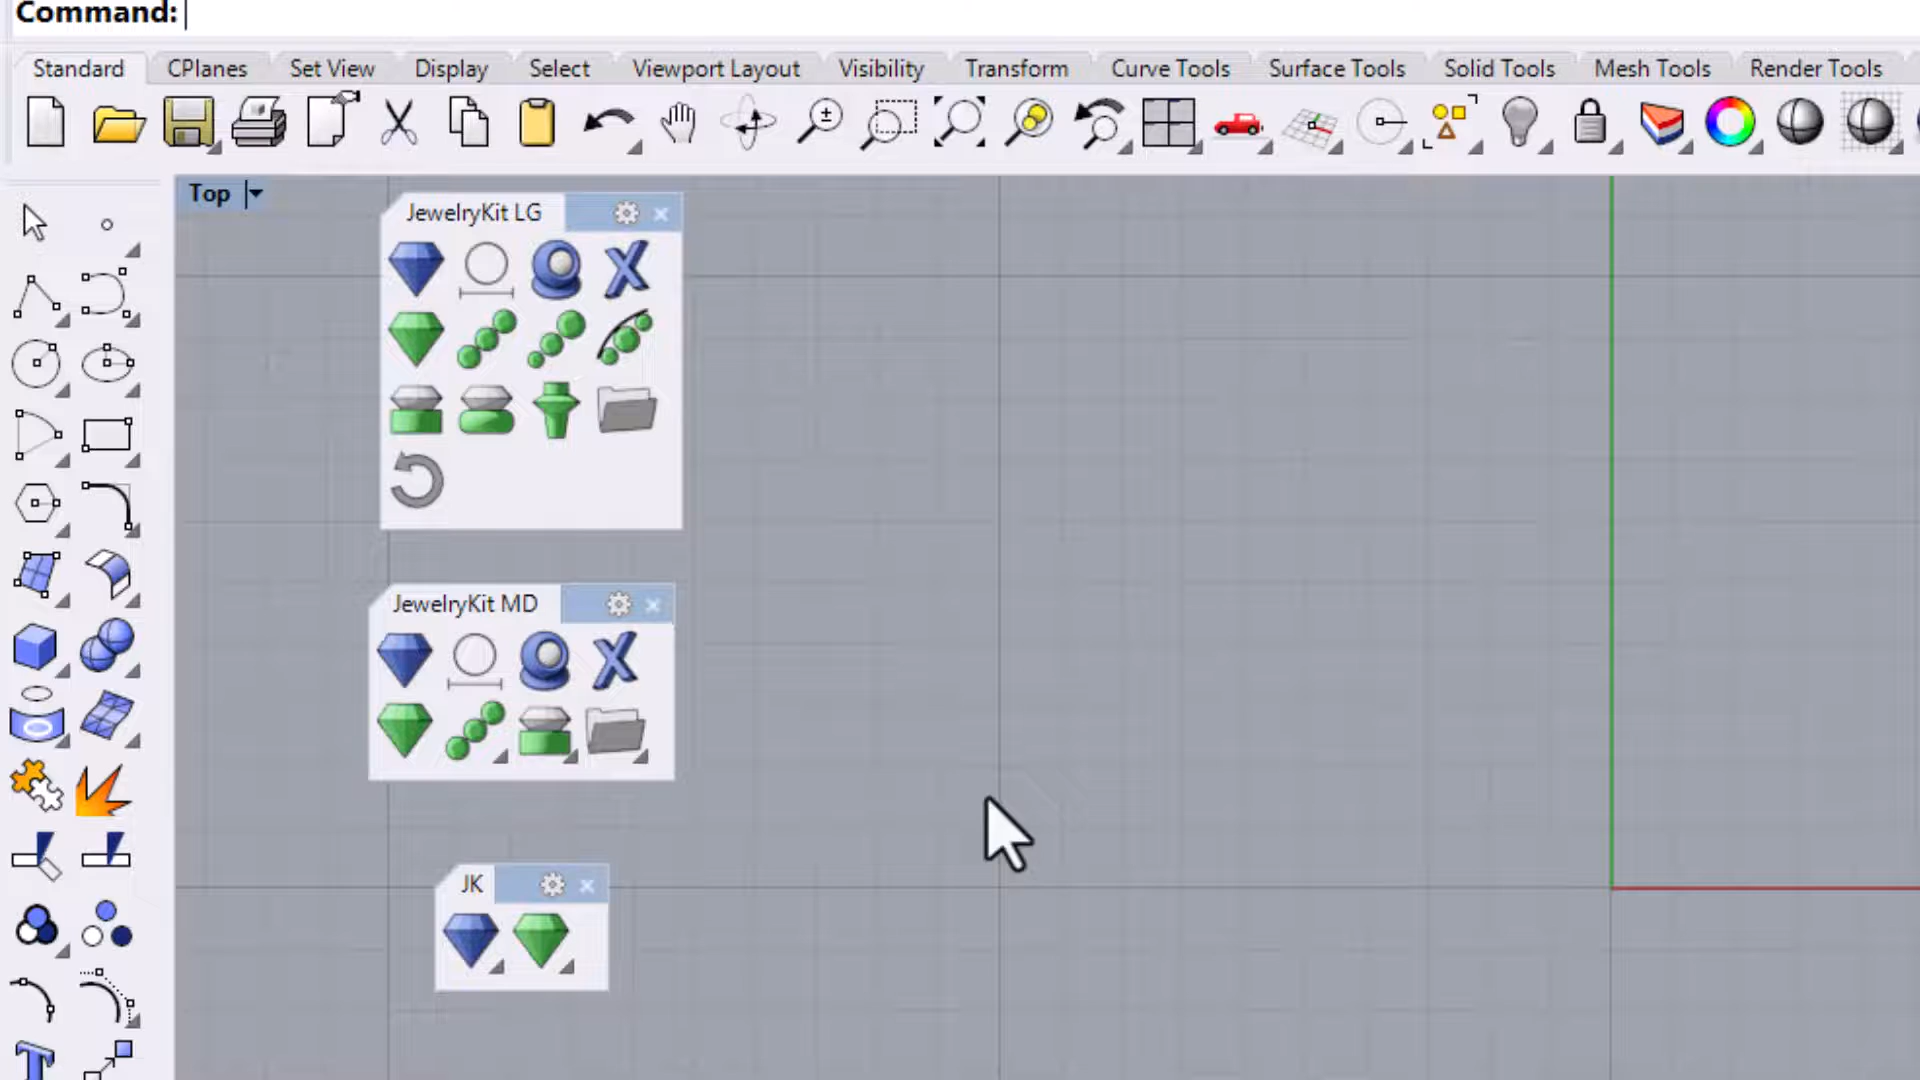 Command:
Standard CPlanes Set View Display Select Viewport Layout Visibility Transform Curve Tools Surface Tools Solid Tools Mesh Tools Render Tools
Top
JewelryKit LG
JewelryKit MD
JK